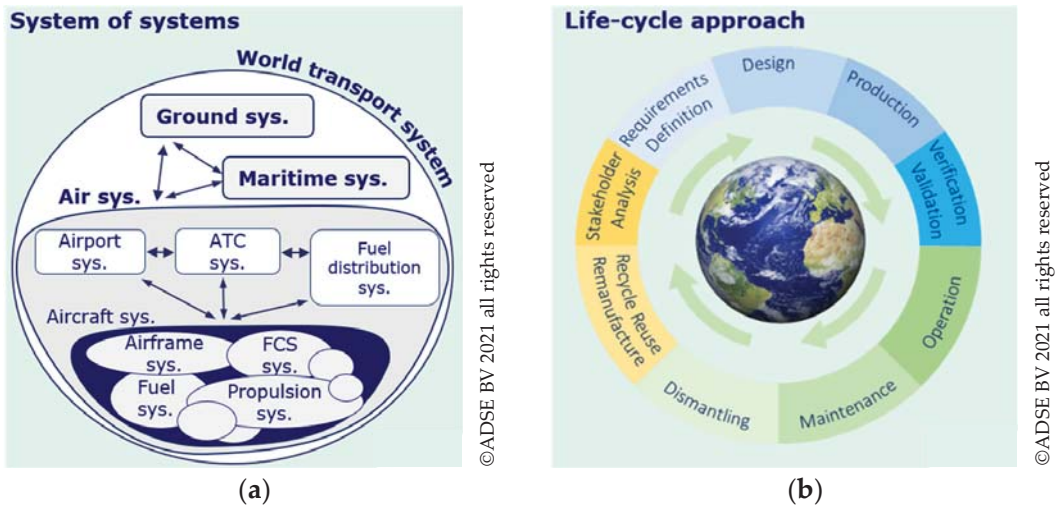 System of systems
World transport system
Ground sys.
Maritime sys.
Air sys.
Airport
sys.
ATC
sys.
Fuel
distribution
sys.
Aircraft sys.
Airframe
sys.
FCS
sys.
Fuel
sys.
Propulsion
sys.
©ADSE BV 2021 all rights reserved
(a)
Life-cycle approach
Design
Production
Verification
Validation
Operation
Maintenance
Dismantling
Recycle Reuse
Remanufacture
Stakeholder
Analysis
Requirements
Definition
©ADSE BV 2021 all rights reserved
(b)